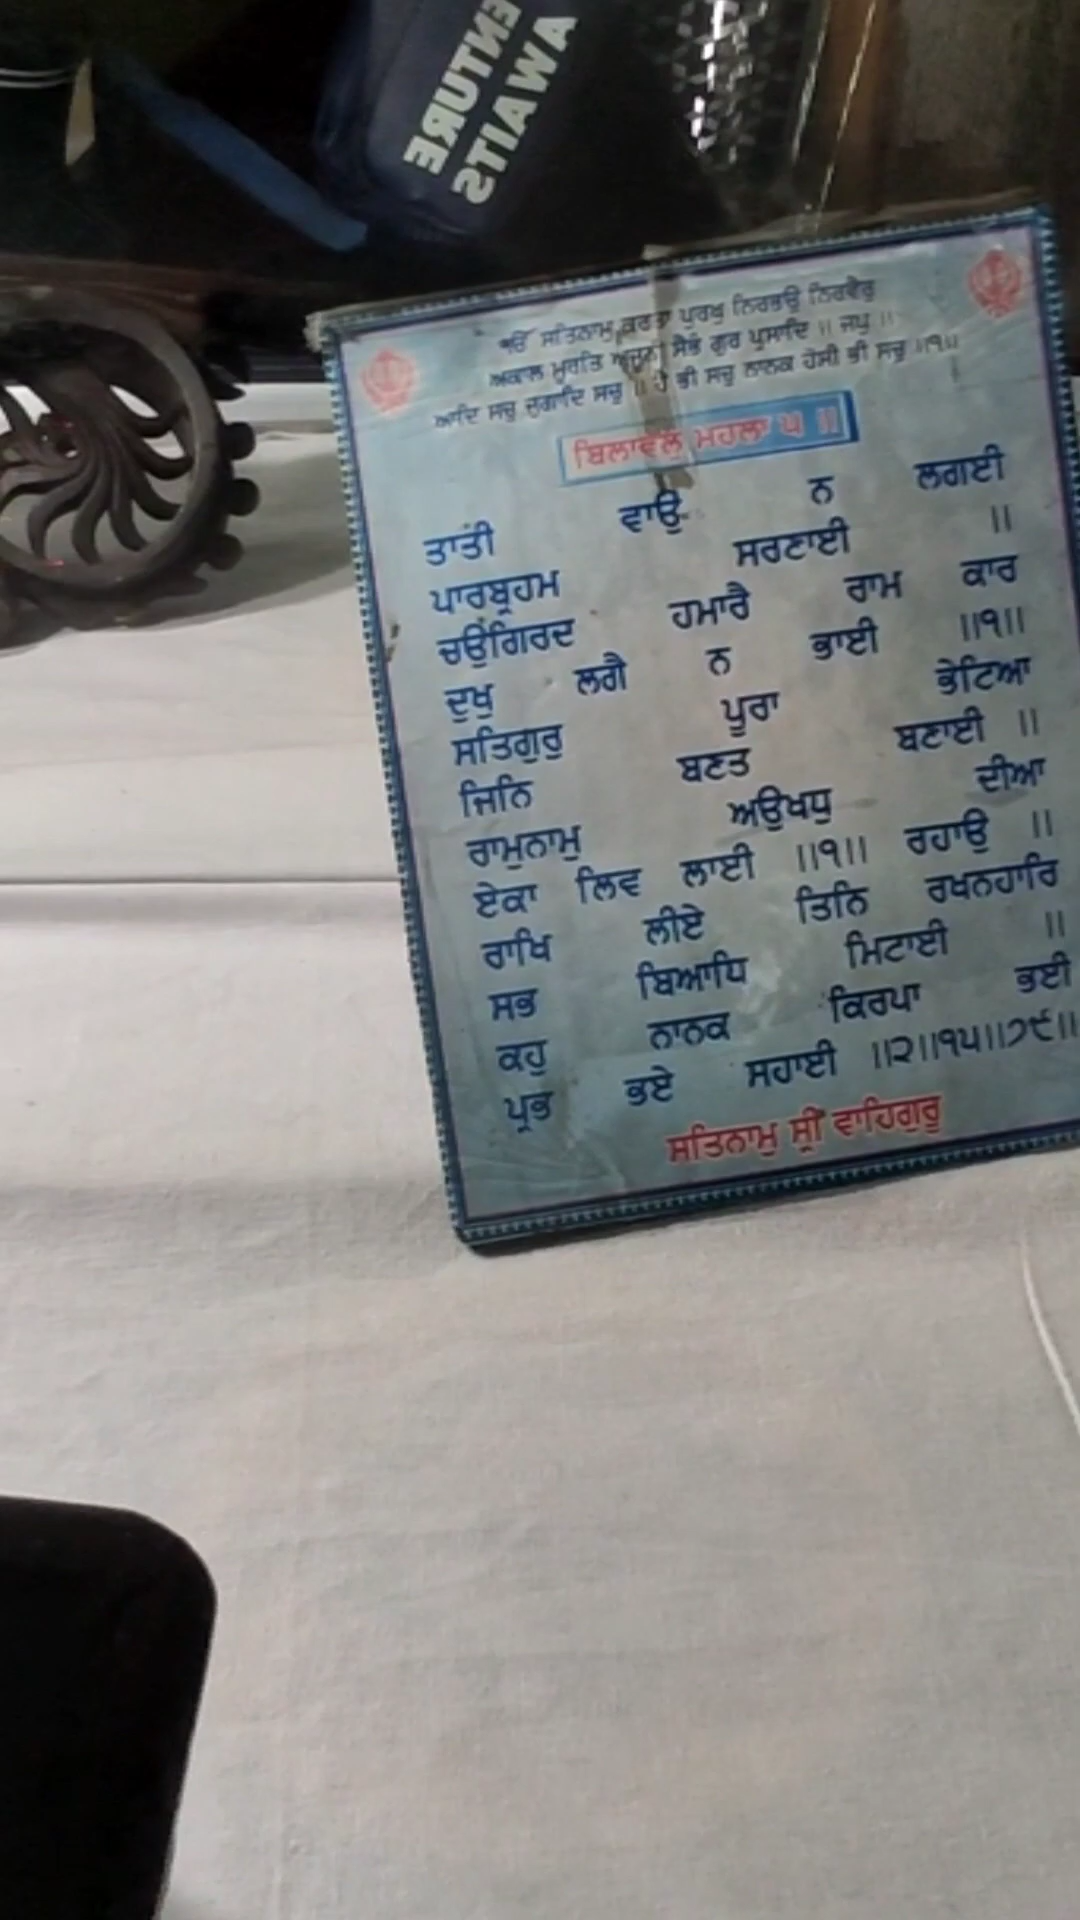 ENTURE
AWAITS
ੴ ਸਤਿਨਾਮੁ ਕਰਤਾ ਪੁਰਖੁ ਨਿਰਭਉ ਨਿਰਵੈਰੁ
ਅਕਾਲ ਮੂਰਤਿ ਅਜੂਨੀ ਸੈਭੰ ਗੁਰ ਪ੍ਰਸਾਦਿ ॥ ਜਪੁ ॥
ਆਦਿ ਸਚੁ ਜੁਗਾਦਿ ਸਚੁ ॥ ਹੈ ਭੀ ਸਚੁ ਨਾਨਕ ਹੋਸੀ ਭੀ ਸਚੁ ॥੧॥
ਬਿਲਾਵਲੁ ਮਹਲਾ ੫ ॥
ਤਾਤੀ ਵਾਉ ਨ ਲਗਈ
ਪਾਰਬ੍ਰਹਮ ਸਰਣਾਈ ॥
ਚਉਗਿਰਦ ਹਮਾਰੈ ਰਾਮ ਕਾਰ
ਦੁਖੁ ਲਗੈ ਨ ਭਾਈ ॥੧॥
ਸਤਿਗੁਰੁ ਪੂਰਾ ਭੇਟਿਆ
ਜਿਨਿ ਬਣਤ ਬਣਾਈ ॥
ਰਾਮੁਨਾਮੁ ਅਉਖਧੁ ਦੀਆ
ਏਕਾ ਲਿਵ ਲਾਈ ॥੧॥ ਰਹਾਉ ॥
ਰਾਖਿ ਲੀਏ ਤਿਨਿ ਰਖਨਹਾਰਿ
ਸਭ ਬਿਆਧਿ ਮਿਟਾਈ ॥
ਕਹੁ ਨਾਨਕ ਕਿਰਪਾ ਭਈ
ਪ੍ਰਭ ਭਏ ਸਹਾਈ ॥੨॥੧੫॥੭੯॥
ਸਤਿਨਾਮੁ ਸ੍ਰੀ ਵਾਹਿਗੁਰੁ